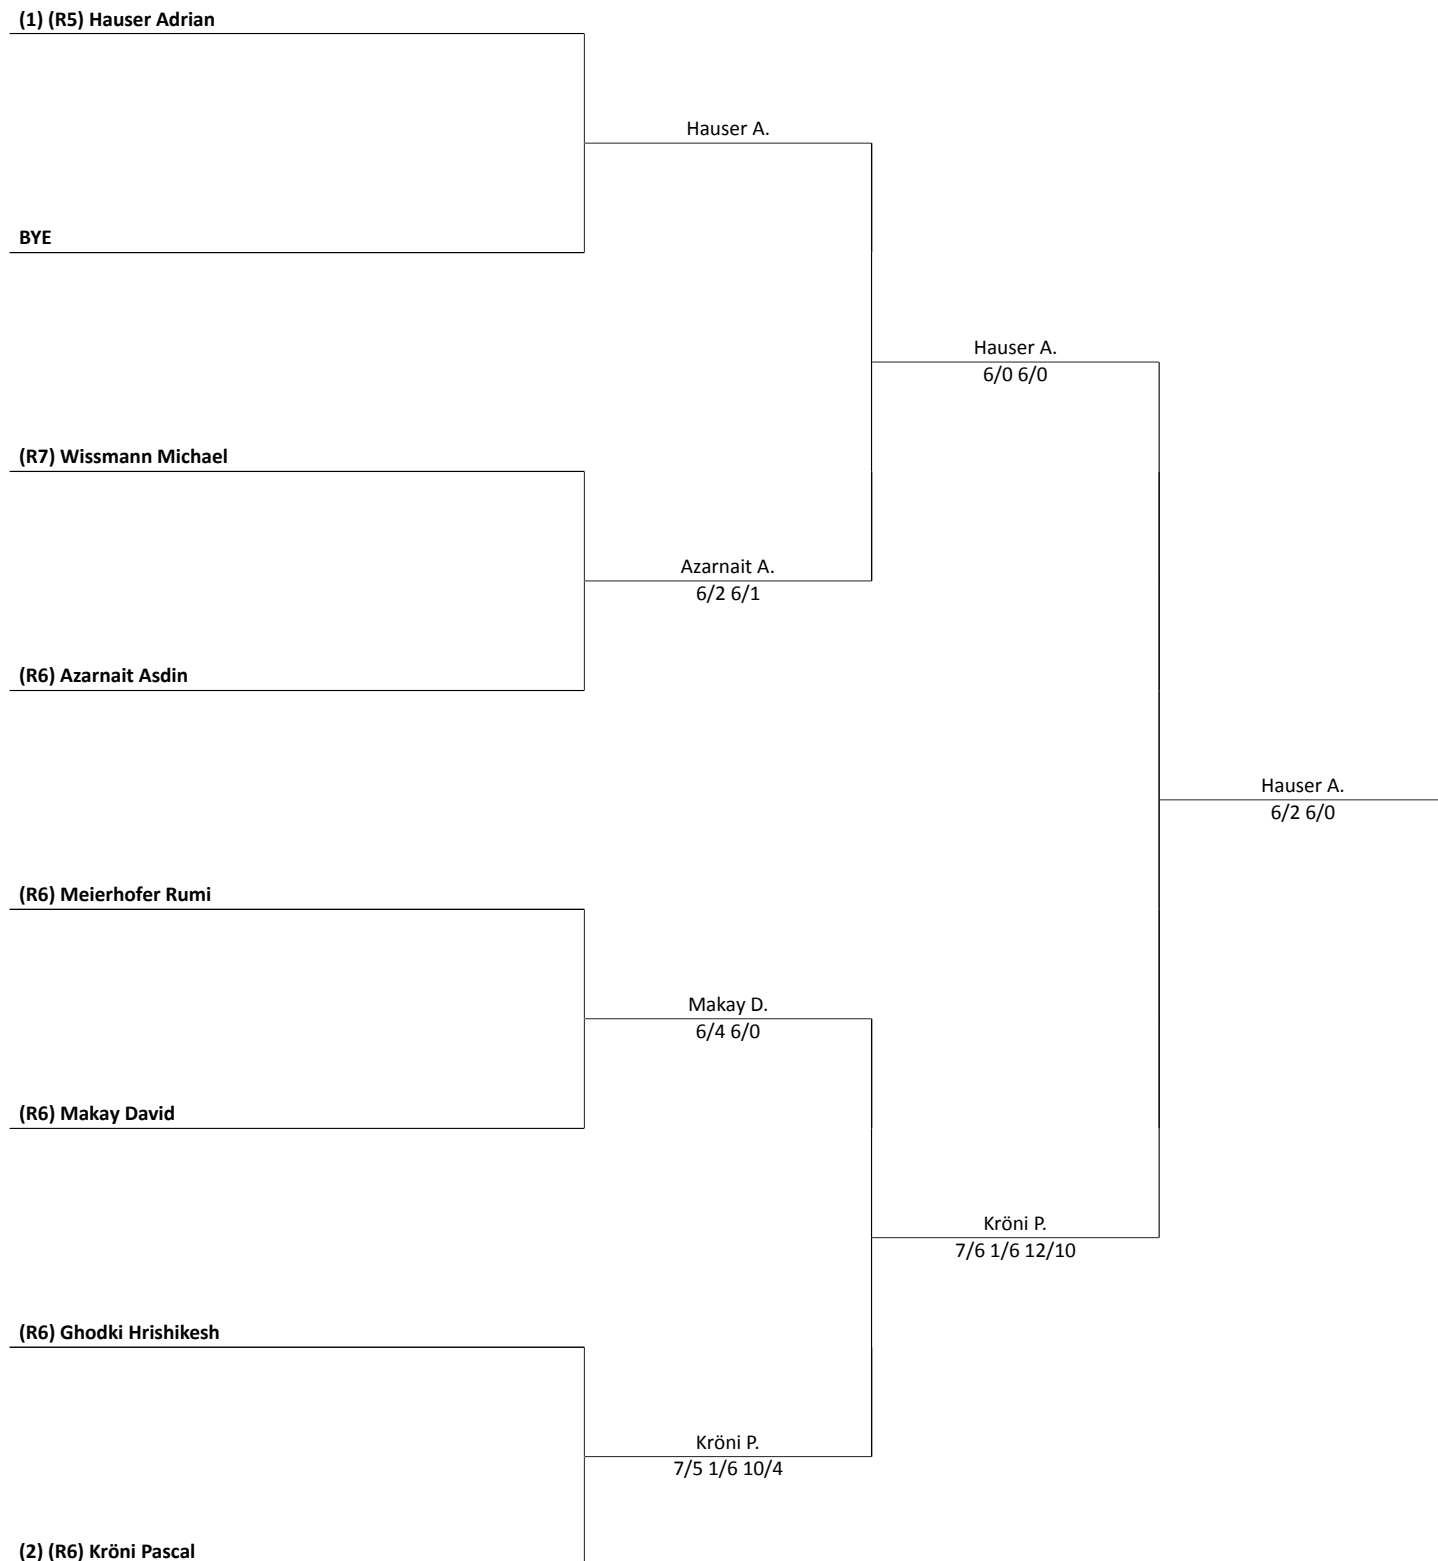 (1) (R5) Hauser Adrian
Hauser A.
BYE
Hauser A.
6/0 6/0
(R7) Wissmann Michael
Azarnait A.
6/2 6/1
(R6) Azarnait Asdin
Hauser A.
6/2 6/0
(R6) Meierhofer Rumi
Makay D.
6/4 6/0
(R6) Makay David
Kröni P.
7/6 1/6 12/10
(R6) Ghodki Hrishikesh
Kröni P.
7/5 1/6 10/4
(2) (R6) Kröni Pascal